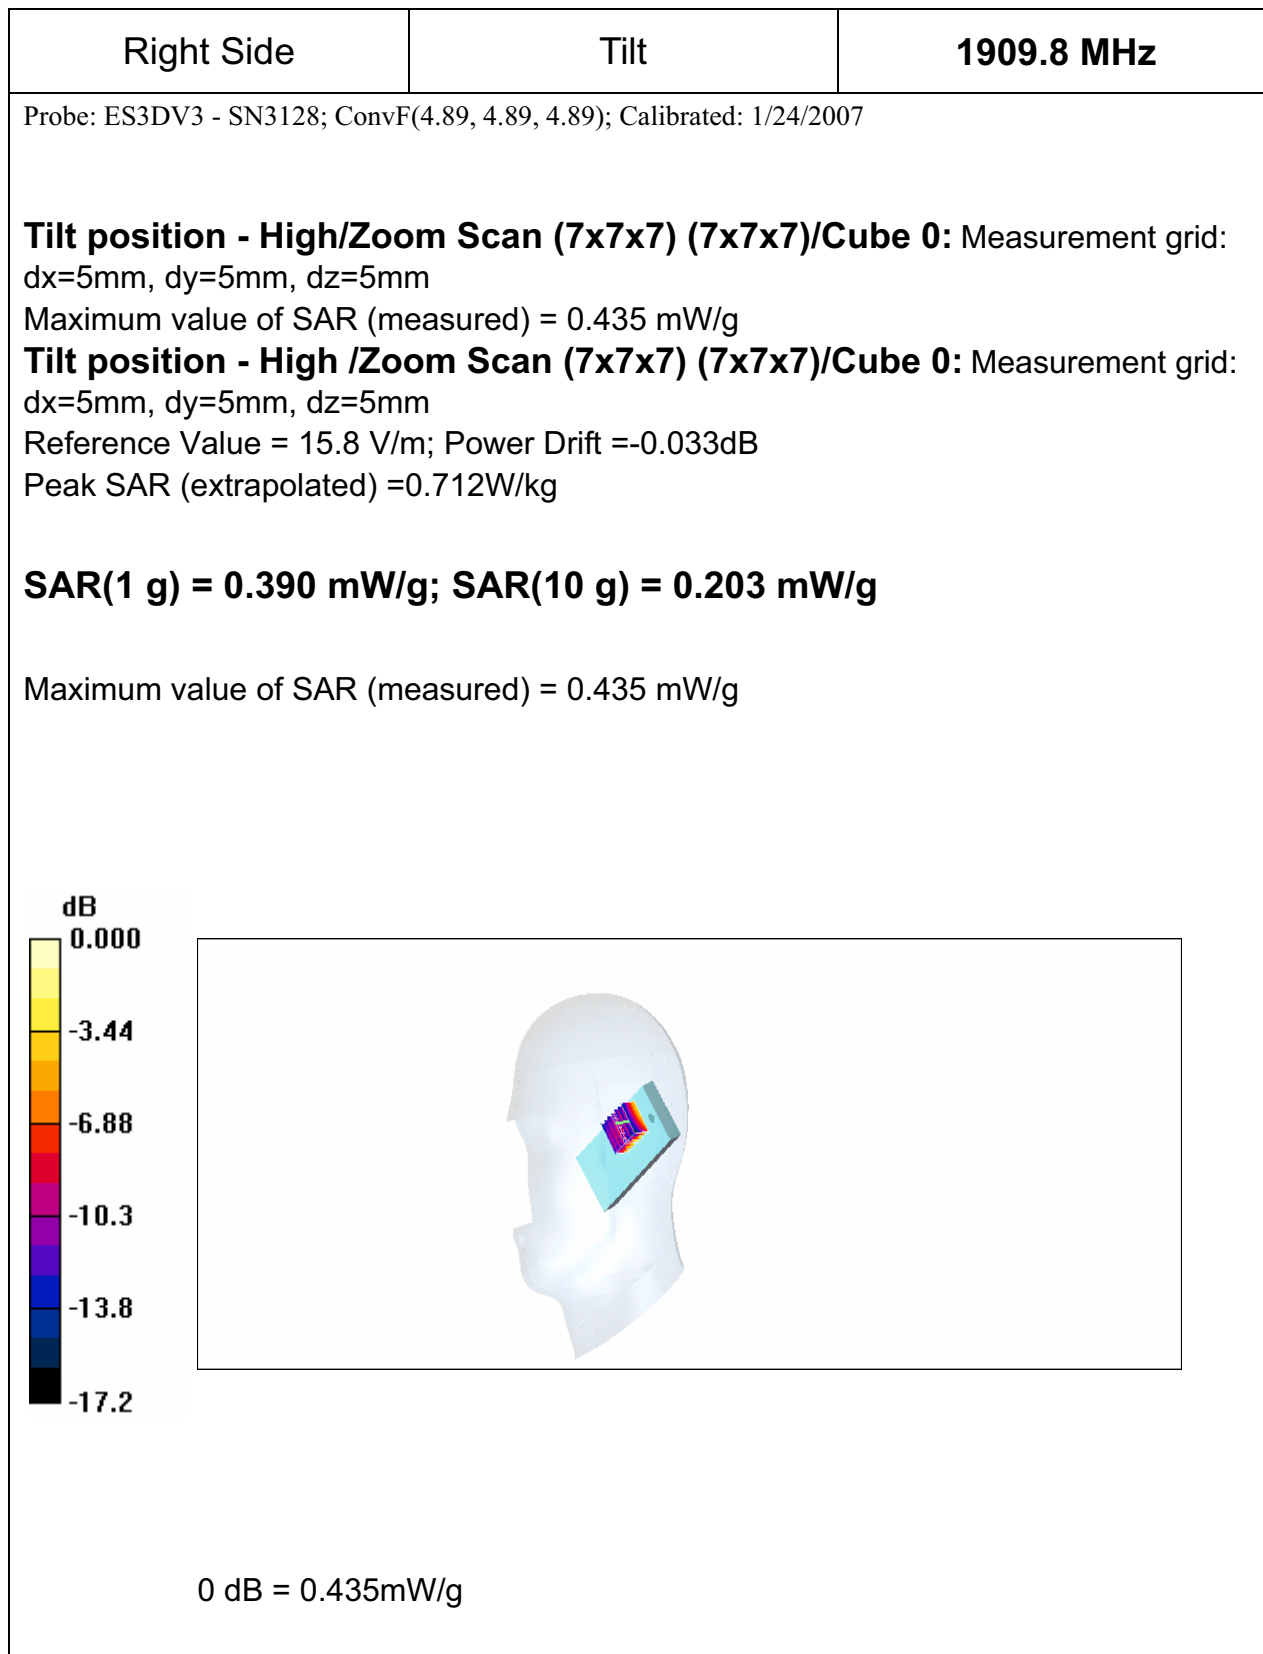 Right Side Tilt 1909.8 MHz
Probe: ES3DV3 - SN3128; ConvF(4.89, 4.89, 4.89); Calibrated: 1/24/2007
Tilt position - High/Zoom Scan (7x7x7) (7x7x7)/Cube 0: Measurement grid:
dx=5mm, dy=5mm, dz=5mm
Maximum value of SAR (measured) = 0.435 mW/g
Tilt position - High /Zoom Scan (7x7x7) (7x7x7)/Cube 0: Measurement grid:
dx=5mm, dy=5mm, dz=5mm
Reference Value = 15.8 V/m; Power Drift =-0.033dB
Peak SAR (extrapolated) =0.712W/kg
SAR(1 g) = 0.390 mW/g; SAR(10 g) = 0.203 mW/g
Maximum value of SAR (measured) = 0.435 mW/g
dB
0.000
-3.44
-6.88
-10.3
-13.8
-17.2
0 dB = 0.435mW/g